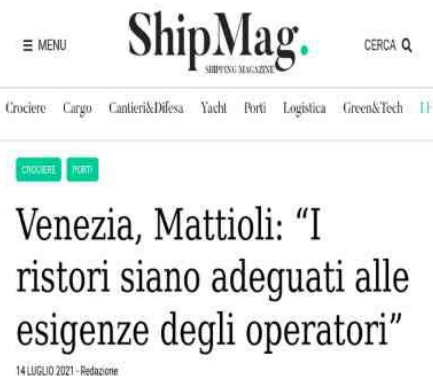 ≡ MENU ShipMag. CERCA
SHIPPING MAGAZINE
Crociere Cargo Cantieri&Difesa Yacht Porti Logistica Green&Tech
CROCIERE PORTI
Venezia, Mattioli: “I
ristori siano adeguati alle
esigenze degli operatori”
14 LUGLIO 2021 - Redazione